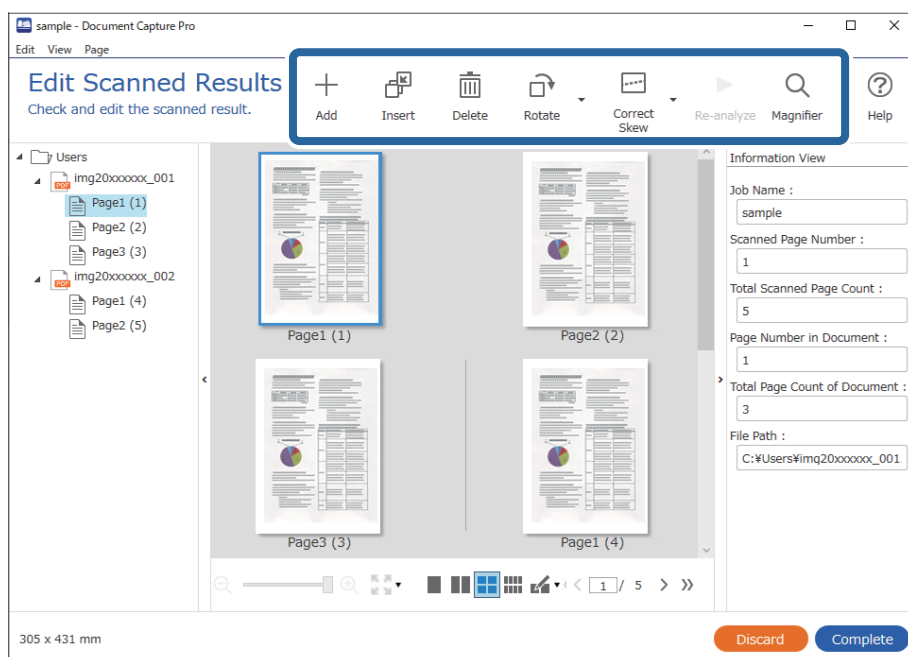 sample - Document Capture Pro
Edit View Page
Edit Scanned Results
Check and edit the scanned result.
Add
Insert
Delete
Rotate
Correct
Skew
Re-analyze
Magnifier
Help
Users
img20xxxxxx_001
PDF
Page1 (1)
Page2 (2)
Page3 (3)
img20xxxxxx_002
PDF
Page1 (4)
Page2 (5)
Page1 (1)
Page2 (2)
Page3 (3)
Page1 (4)
1 / 5
Information View
Job Name :
sample
Scanned Page Number :
1
Total Scanned Page Count :
5
Page Number in Document :
1
Total Page Count of Document :
3
File Path :
C:¥Users¥img20xxxxxx_001
305 x 431 mm
Discard
Complete